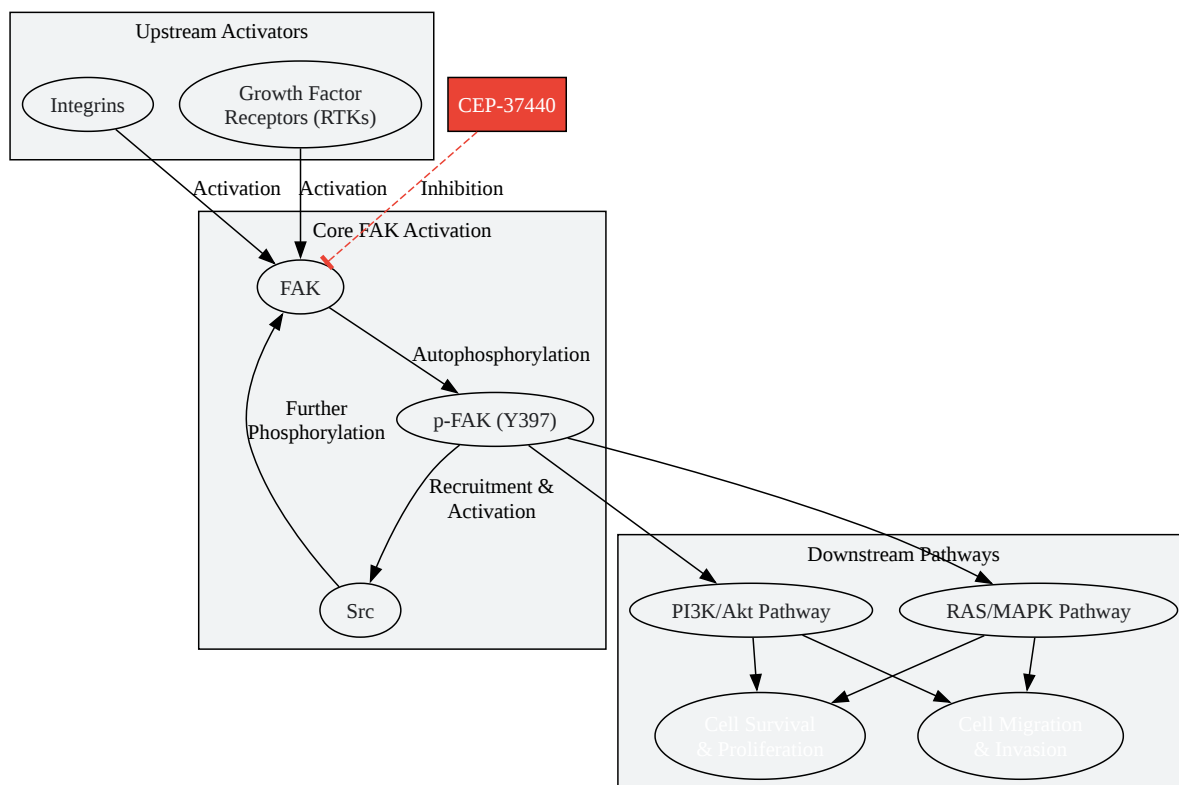 Upstream Activators
Integrins
Growth Factor
Receptors (RTKs)
CEP-37440
Activation
Activation
Inhibition
Core FAK Activation
FAK
Autophosphorylation
Further
Phosphorylation
p-FAK (Y397)
Recruitment &
Activation
Src
Downstream Pathways
PI3K/Akt Pathway
RAS/MAPK Pathway
Cell Survival
& Proliferation
Cell Migration
& Invasion